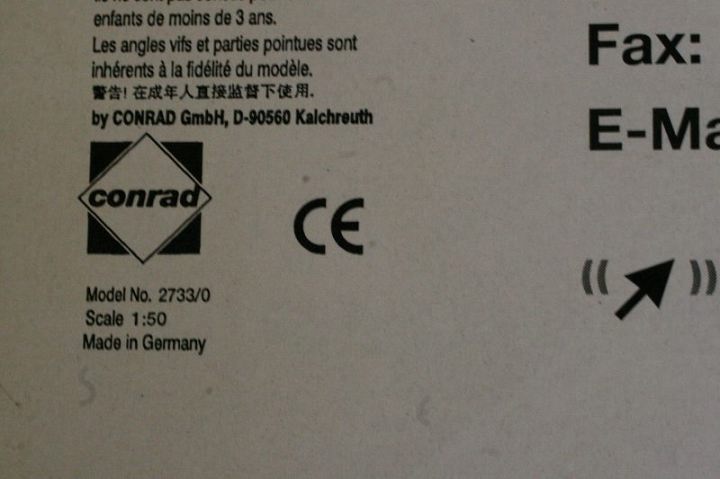 enfants de moins de 3 ans.
Les angles vifs et parties pointues sont
inhérents à la fidélité du modèle.
警告! 在成年人直接监督下使用.
by CONRAD GmbH, D-90560 Kalchreuth
conrad
CE
Model No. 2733/0
Scale 1:50
Made in Germany
Fax:
E-Ma